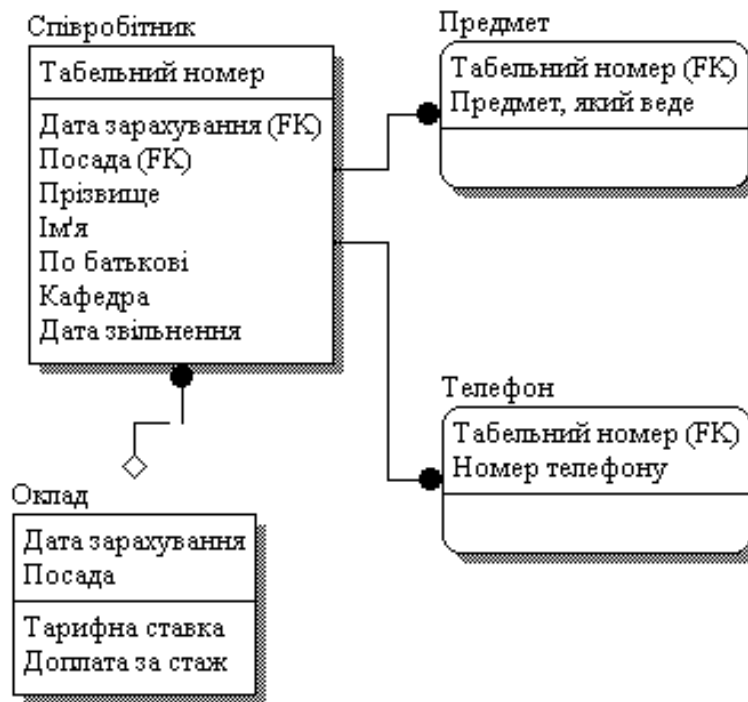 Співробітник
Табельний номер
Дата зарахування (FK)
Посада (FK)
Прізвище
Ім'я
По батькові
Кафедра
Дата звільнення
Предмет
Табельний номер (FK)
Предмет, який веде
Телефон
Табельний номер (FK)
Номер телефону
Оклад
Дата зарахування
Посада
Тарифна ставка
Доплата за стаж